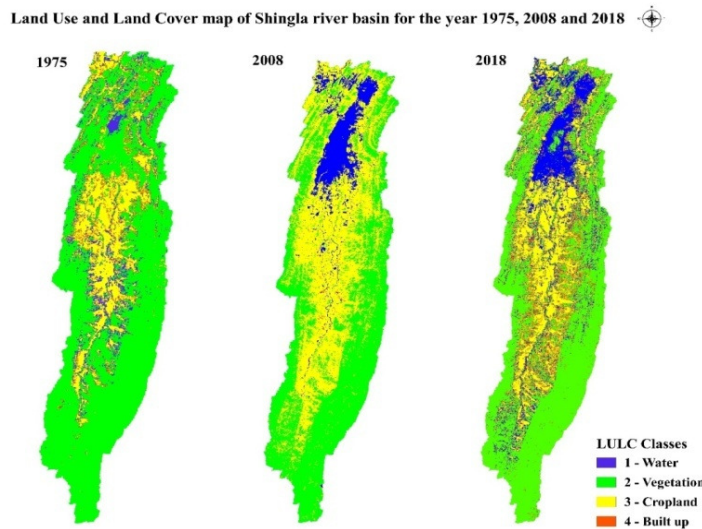 Land Use and Land Cover map of Shingla river basin for the year 1975, 2008 and 2018
1975
2008
2018
LULC Classes
1 - Water
2 - Vegetation
3 - Cropland
4 - Built up